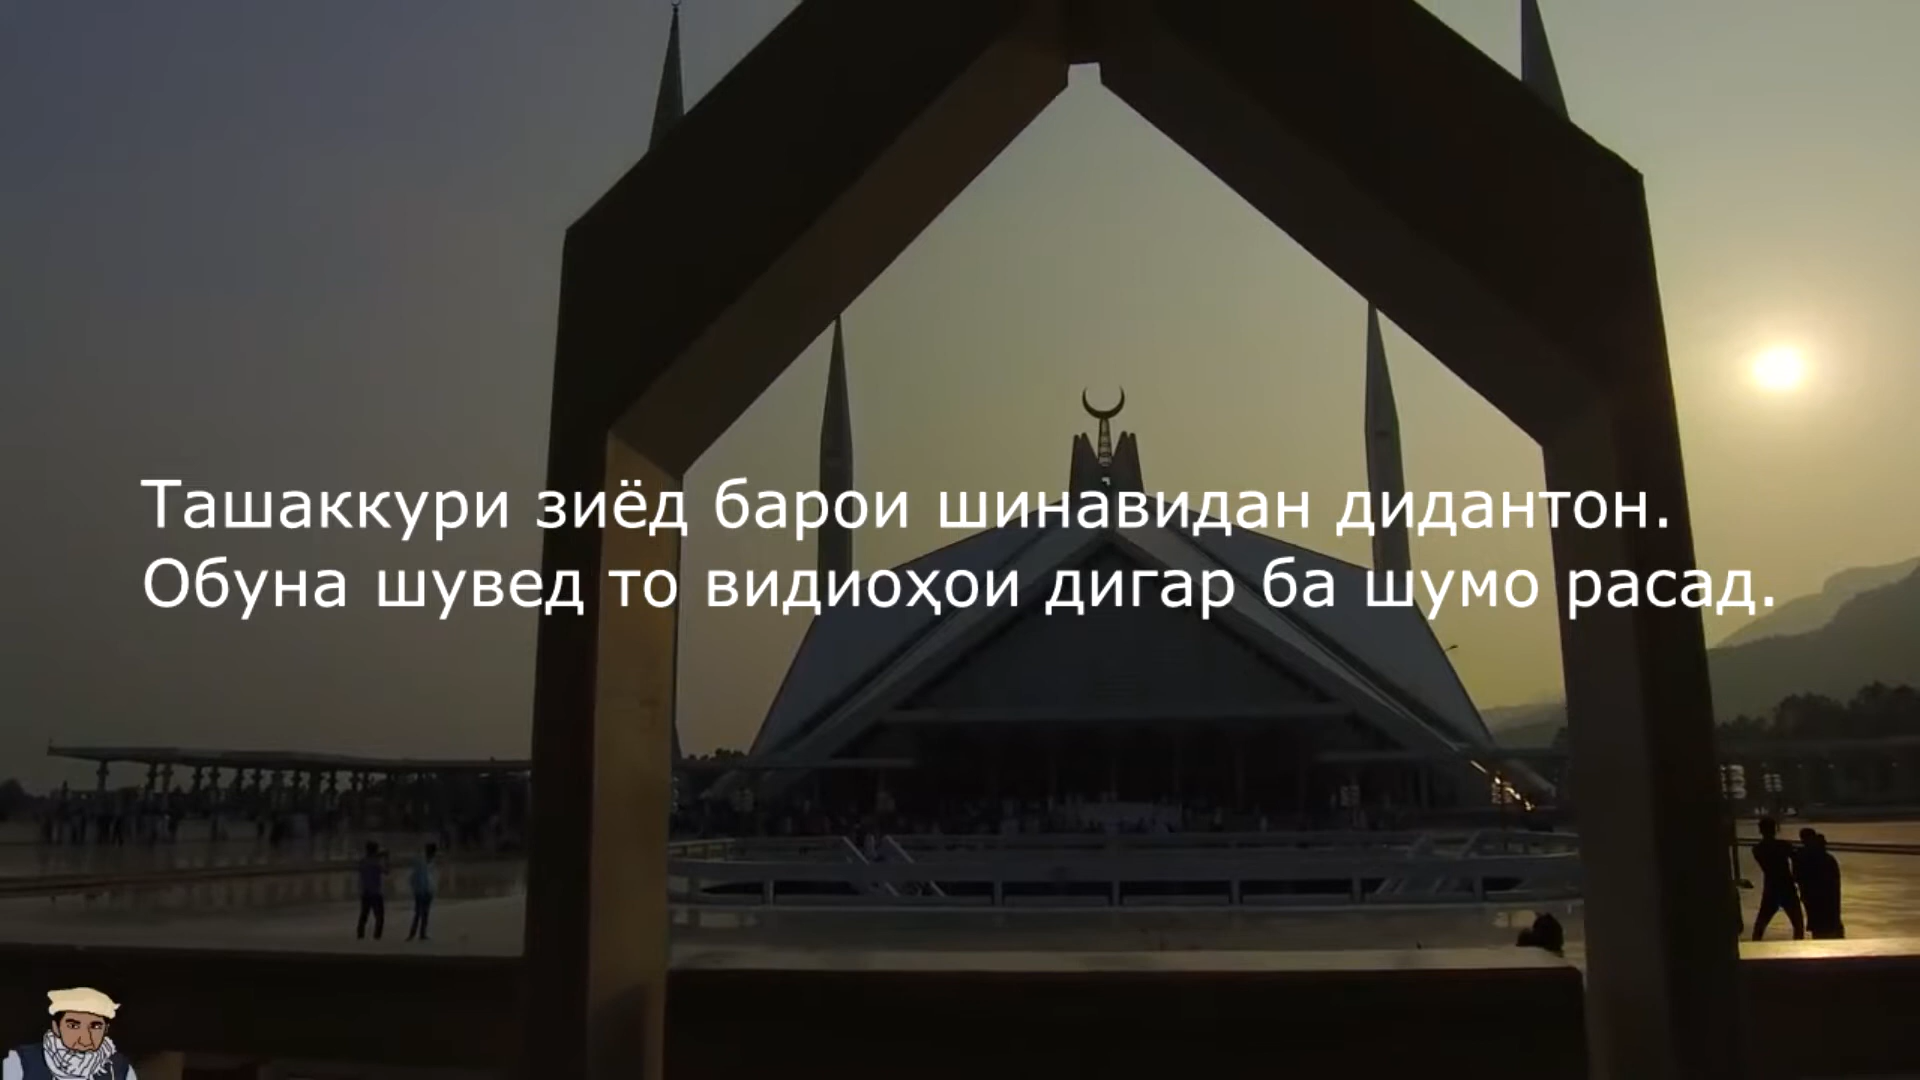 Ташаккури зиёд барои шинавидан дидантон.
Обуна шувед то видиоҳои дигар ба шумо расад.